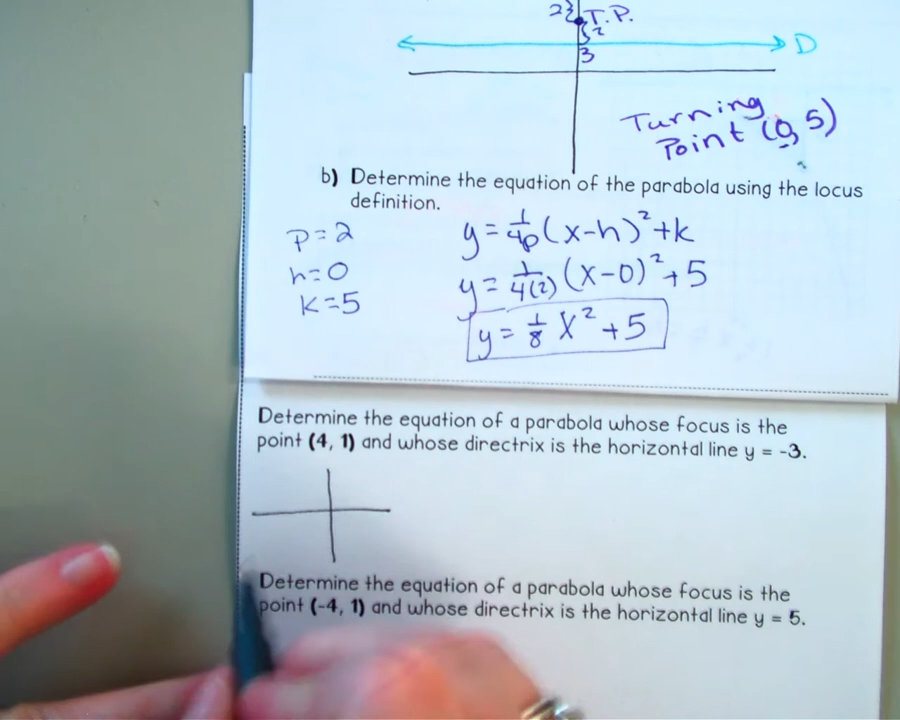 2{ T.P.
{2
D
3
Turning
Point (0, 5)
b) Determine the equation of the parabola using the locus
definition.
p=2
h=0
k=5
y = 1/4p (x-h)² + k
y = 1/4(2) (x-0)² + 5
y = 1/8 x² + 5
Determine the equation of a parabola whose focus is the
point (4, 1) and whose directrix is the horizontal line y = -3.
Determine the equation of a parabola whose focus is the
point (-4, 1) and whose directrix is the horizontal line y = 5.